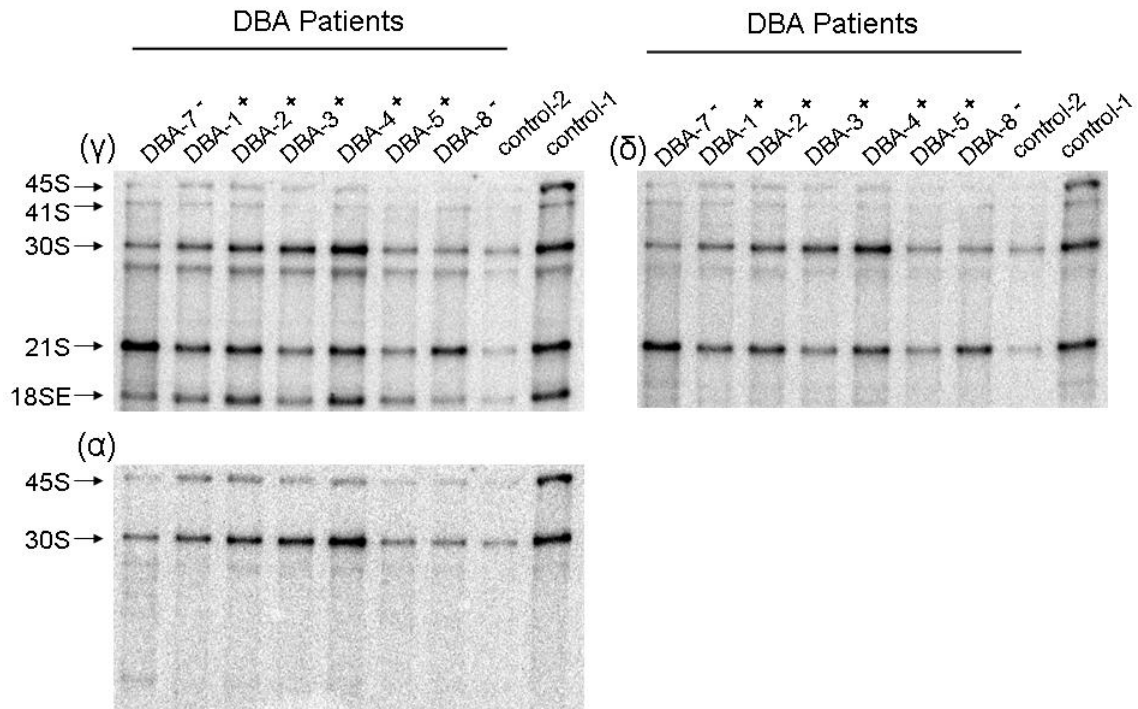 DBA Patients
DBA-7 -
DBA-1 +
DBA-2 +
DBA-3 +
DBA-4 +
DBA-5 +
DBA-8 -
control-2
control-1
(γ)
45S
41S
30S
21S
18SE
DBA Patients
DBA-7 -
DBA-1 +
DBA-2 +
DBA-3 +
DBA-4 +
DBA-5 +
DBA-8 -
control-2
control-1
(δ)
(α)
45S
30S